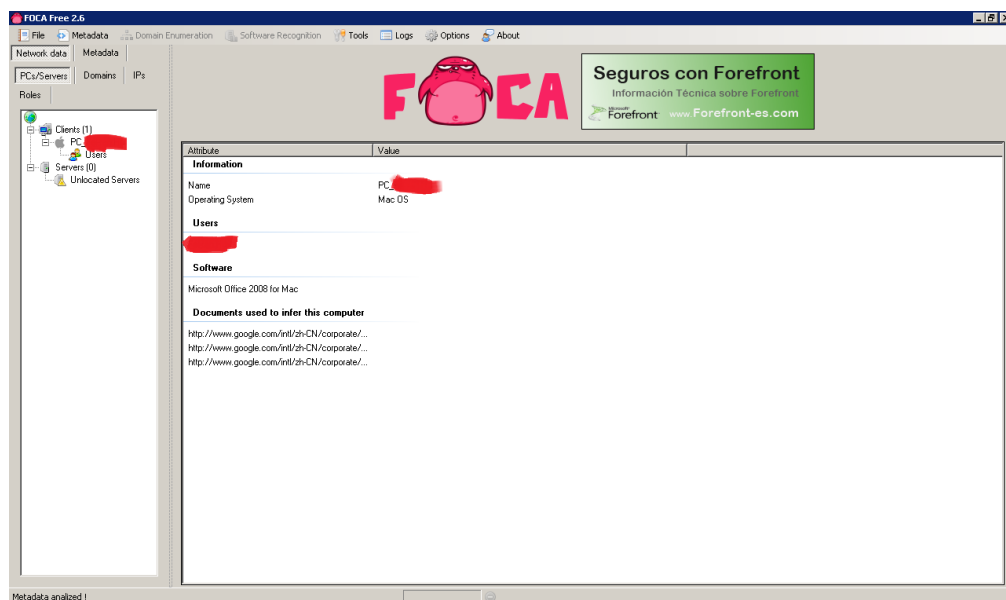 FOCA Free 2.6
File Metadata Domain Enumeration Software Recognition Tools Logs Options About
Network data Metadata
PCs/Servers Domains IPs
Roles
Clients (1)
PC_
Users
Servers (0)
Unlocated Servers
FOCA
Seguros con Forefront
Información Técnica sobre Forefront
Microsoft
Forefront www.Forefront-es.com
Attribute Value
Information
Name PC_
Operating System Mac OS
Users
Software
Microsoft Office 2008 for Mac
Documents used to infer this computer
http://www.google.com/intl/zh-CN/corporate/...
http://www.google.com/intl/zh-CN/corporate/...
http://www.google.com/intl/zh-CN/corporate/...
Metadata analized !